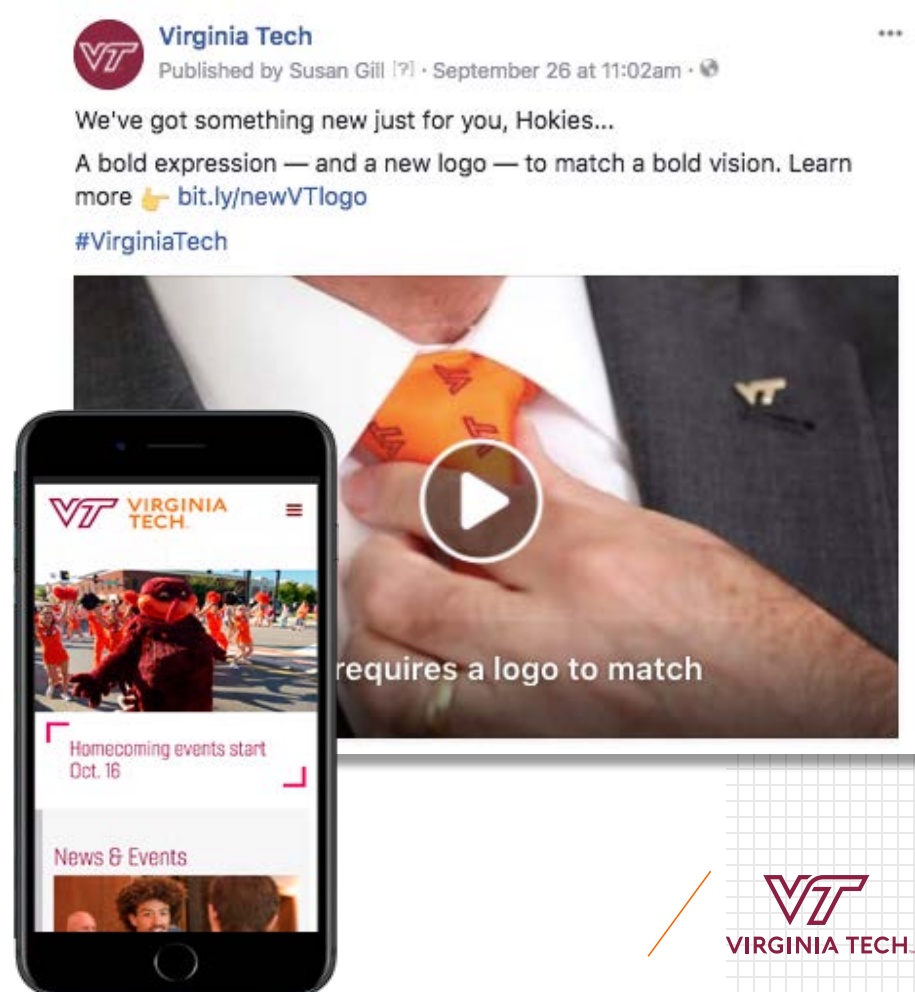 Virginia Tech
Published by Susan Gill [?] · September 26 at 11:02am ·
We've got something new just for you, Hokies...
A bold expression — and a new logo — to match a bold vision. Learn
more 👉 bit.ly/newVTlogo
#VirginiaTech
requires a logo to match
VT VIRGINIA
TECH.
Homecoming events start
Oct. 16
News & Events
VT
VIRGINIA TECH.